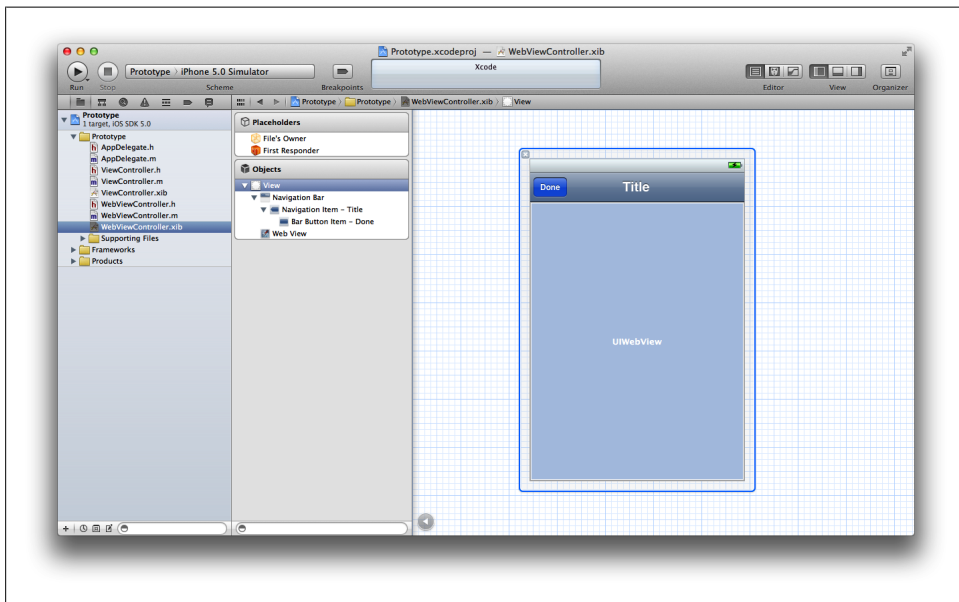 Prototype.xcodeproj — WebViewController.xib
Run
Stop
Prototype 〉 iPhone 5.0 Simulator
Scheme
Breakpoints
Xcode
Editor
View
Organizer
Prototype 〉 Prototype 〉 WebViewController.xib 〉 View
Prototype
1 target, iOS SDK 5.0
Prototype
h AppDelegate.h
m AppDelegate.m
h ViewController.h
m ViewController.m
ViewController.xib
h WebViewController.h
m WebViewController.m
WebViewController.xib
Supporting Files
Frameworks
Products
Placeholders
File's Owner
First Responder
Objects
View
Navigation Bar
Navigation Item – Title
Bar Button Item – Done
Web View
Done
Title
UIWebView